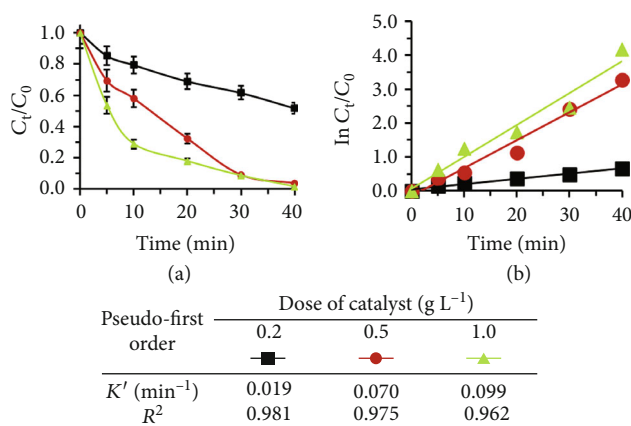 1.0
0.8
0.6
0.4
0.2
0.0
Cₜ/C₀
0 10 20 30 40
Time (min)
(a)
5.0
4.0
3.0
2.0
1.0
0.0
ln Cₜ/C₀
0 10 20 30 40
Time (min)
(b)
Pseudo-first order
Dose of catalyst (g L⁻¹)
0.2 0.5 1.0
K′ (min⁻¹) 0.019 0.070 0.099
R² 0.981 0.975 0.962